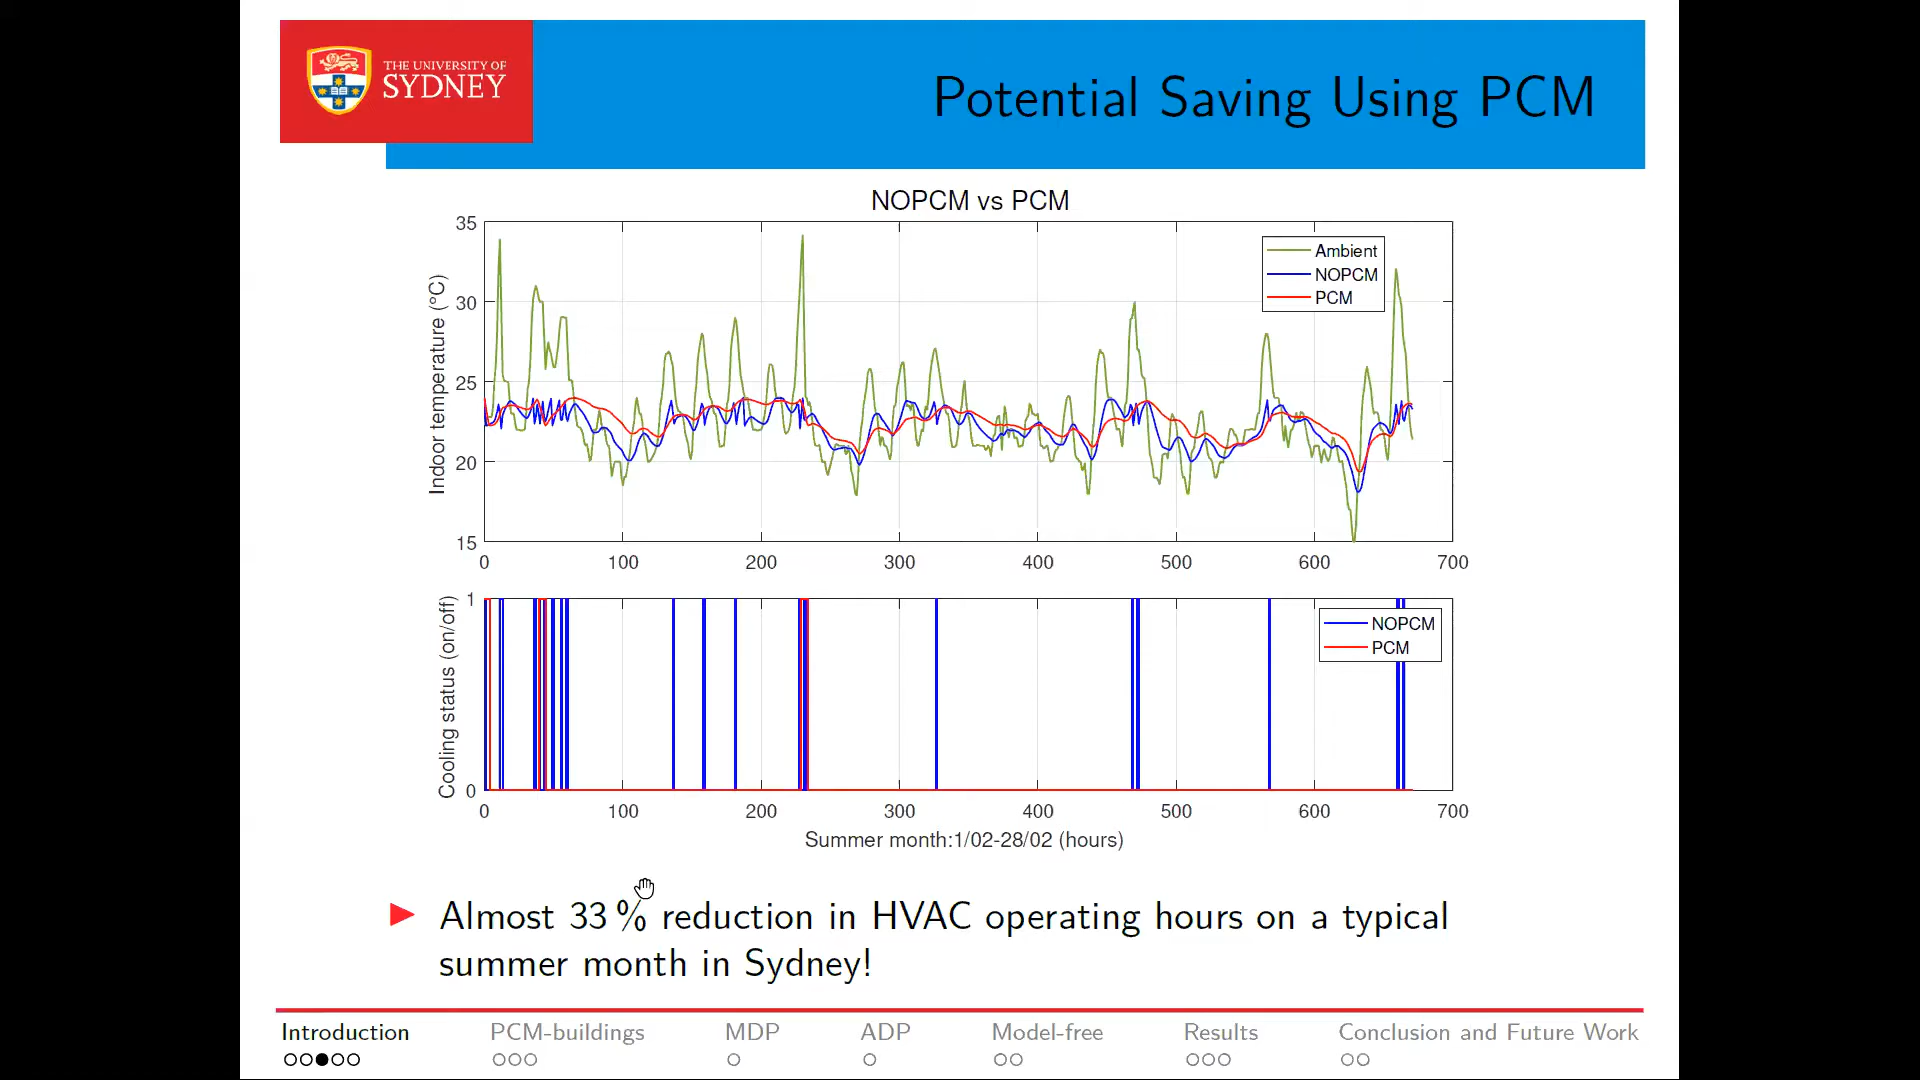 THE UNIVERSITY OF
SYDNEY
Potential Saving Using PCM
NOPCM vs PCM
Indoor temperature (°C)
35
30
25
20
15
Ambient
NOPCM
PCM
0 100 200 300 400 500 600 700
Cooling status (on/off)
1
0
NOPCM
PCM
0 100 200 300 400 500 600 700
Summer month:1/02-28/02 (hours)
Almost 33 % reduction in HVAC operating hours on a typical
summer month in Sydney!
Introduction PCM-buildings MDP ADP Model-free Results Conclusion and Future Work